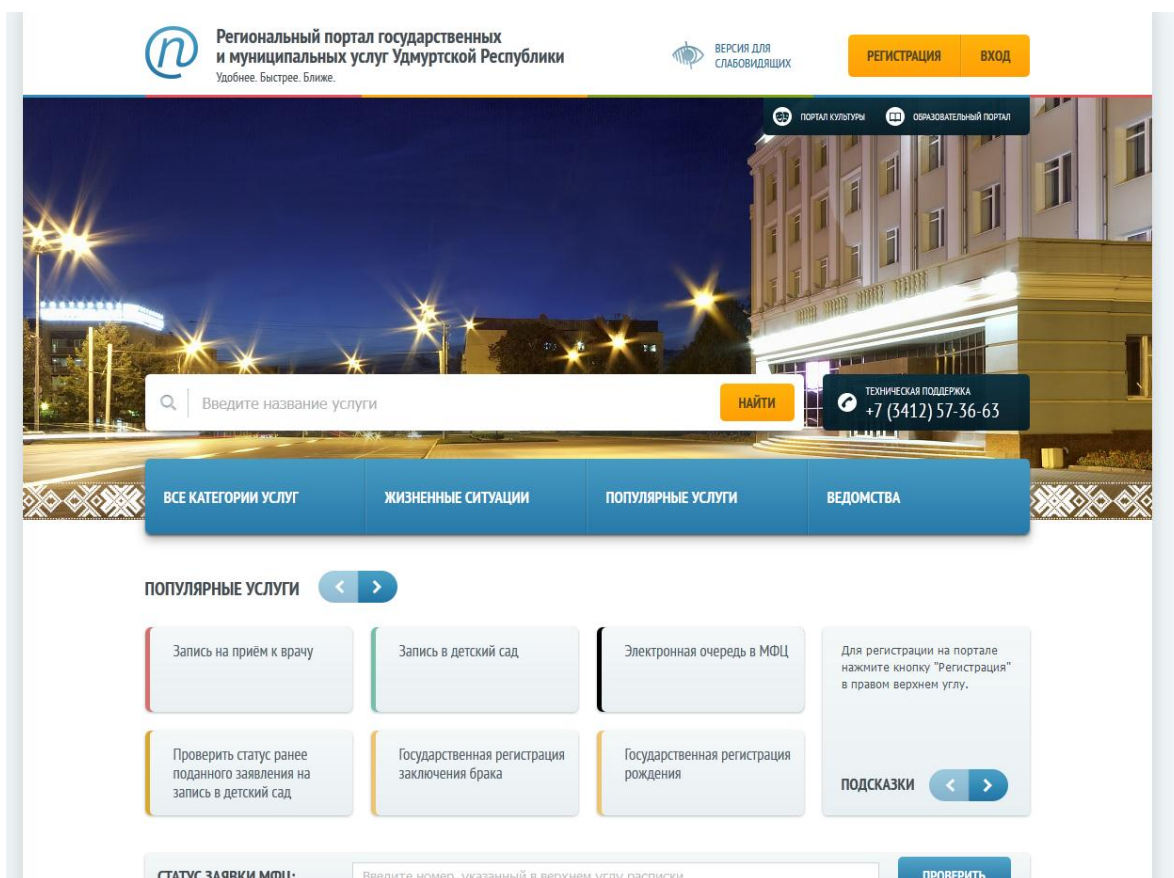 Региональный портал государственных
и муниципальных услуг Удмуртской Республики
Удобнее. Быстрее. Ближе.
ВЕРСИЯ ДЛЯ
СЛАБОВИДЯЩИХ
РЕГИСТРАЦИЯ
ВХОД
ПОРТАЛ КУЛЬТУРЫ
ОБРАЗОВАТЕЛЬНЫЙ ПОРТАЛ
Введите название услуги
НАЙТИ
ТЕХНИЧЕСКАЯ ПОДДЕРЖКА
+7 (3412) 57-36-63
ВСЕ КАТЕГОРИИ УСЛУГ
ЖИЗНЕННЫЕ СИТУАЦИИ
ПОПУЛЯРНЫЕ УСЛУГИ
ВЕДОМСТВА
ПОПУЛЯРНЫЕ УСЛУГИ
Запись на приём к врачу
Запись в детский сад
Электронная очередь в МФЦ
Для регистрации на портале
нажмите кнопку "Регистрация"
в правом верхнем углу.
Проверить статус ранее
поданного заявления на
запись в детский сад
Государственная регистрация
заключения брака
Государственная регистрация
рождения
ПОДСКАЗКИ
СТАТУС ЗАЯВКИ МФЦ:
Введите номер, указанный в верхнем углу расписки
ПРОВЕРИТЬ